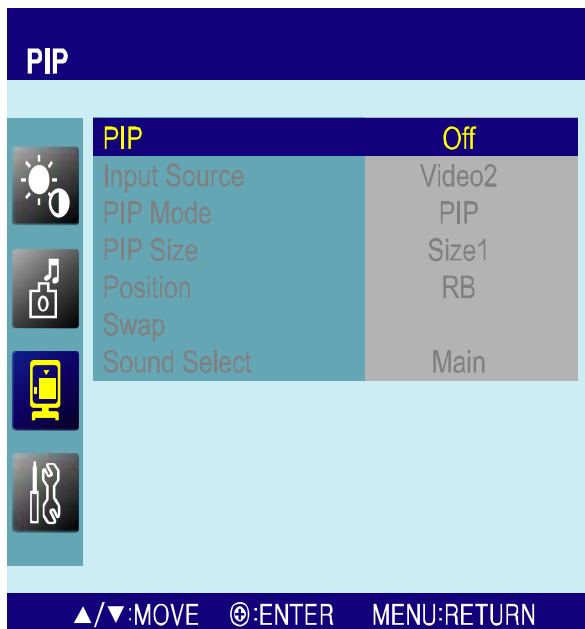 PIP
PIP Off
Input Source Video2
PIP Mode PIP
PIP Size Size1
Position RB
Swap
Sound Select Main
▲/▼:MOVE ⊕:ENTER MENU:RETURN